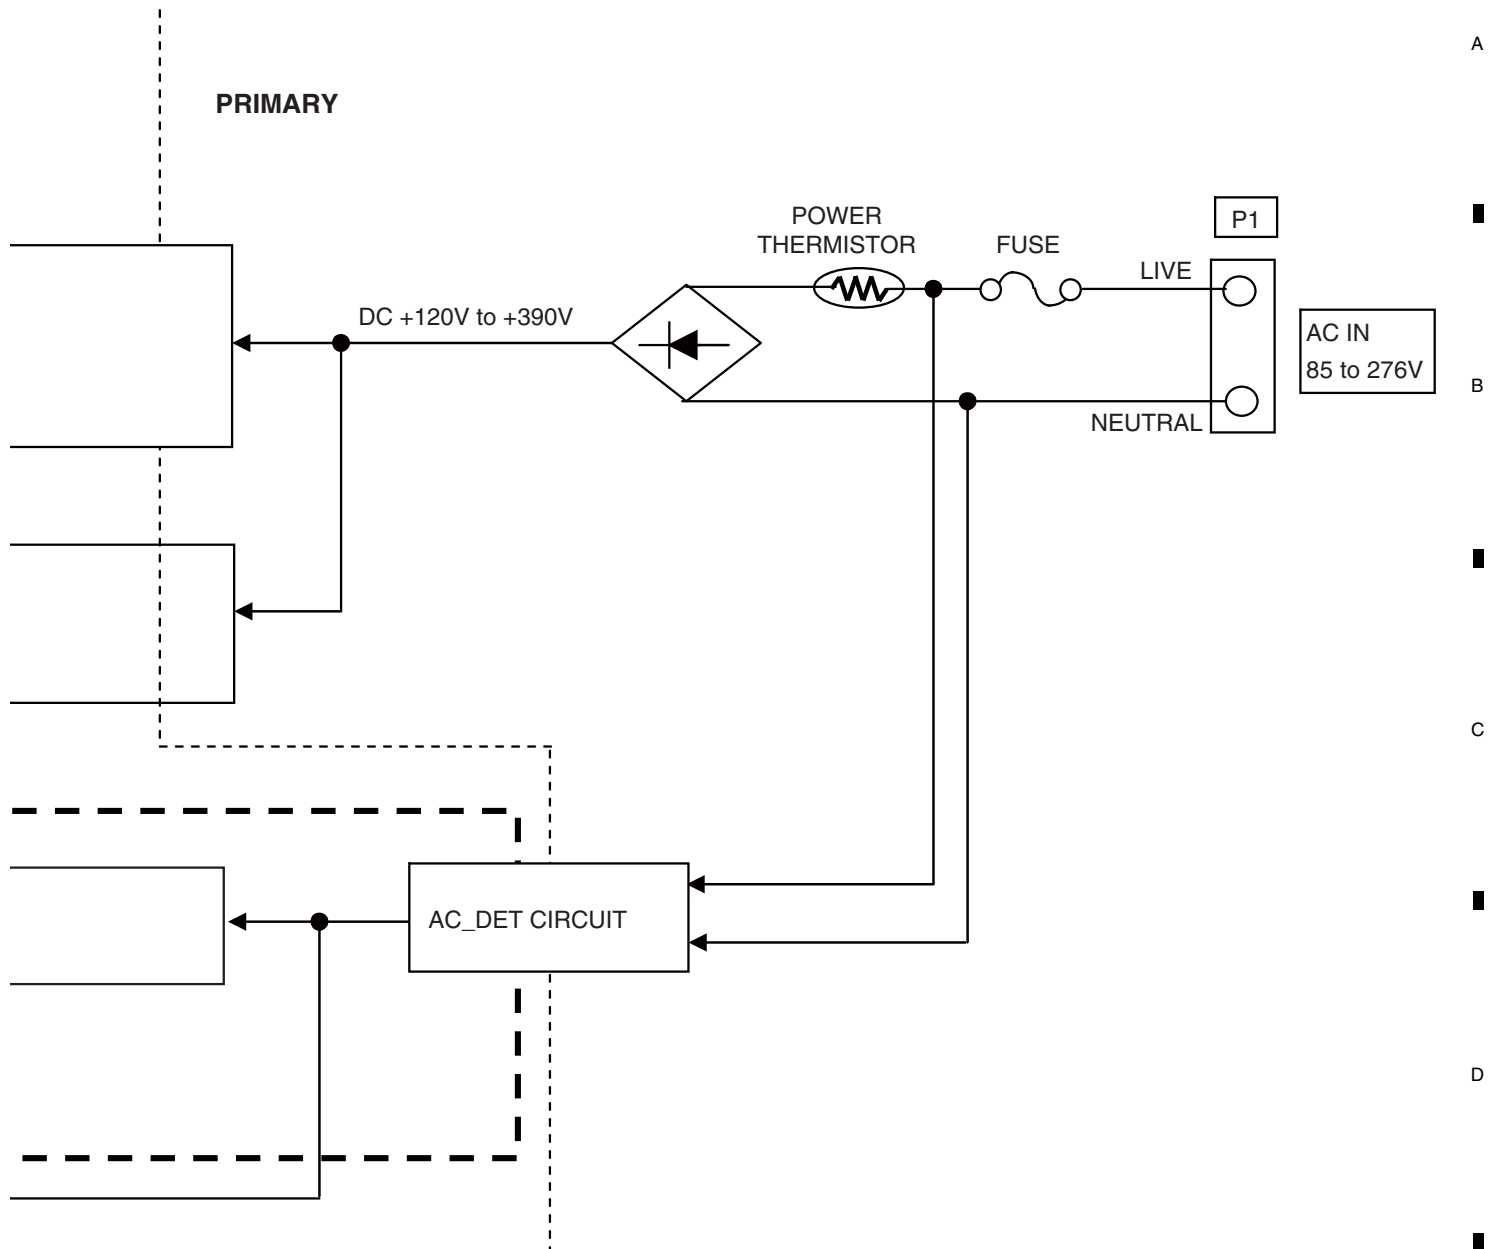 A
PRIMARY
POWER
THERMISTOR
FUSE
P1
LIVE
DC +120V to +390V
AC IN
85 to 276V
B
NEUTRAL
C
AC_DET CIRCUIT
D